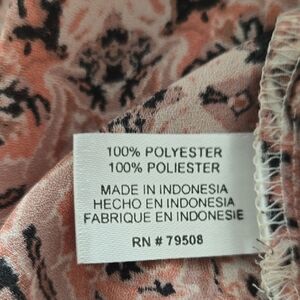 100% POLYESTER
100% POLIESTER
MADE IN INDONESIA
HECHO EN INDONESIA
FABRIQUE EN INDONESIE
RN # 79508